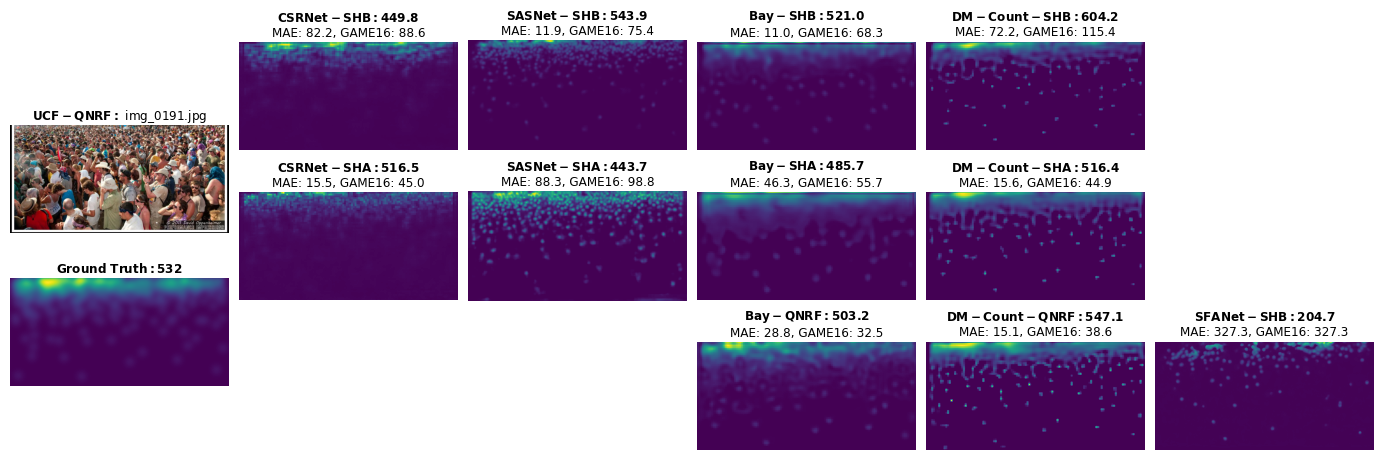 CSRNet−SHB: 449.8
MAE: 82.2, GAME16: 88.6
SASNet−SHB: 543.9
MAE: 11.9, GAME16: 75.4
Bay−SHB: 521.0
MAE: 11.0, GAME16: 68.3
DM−Count−SHB: 604.2
MAE: 72.2, GAME16: 115.4
UCF−QNRF: img_0191.jpg
CSRNet−SHA: 516.5
MAE: 15.5, GAME16: 45.0
SASNet−SHA: 443.7
MAE: 88.3, GAME16: 98.8
Bay−SHA: 485.7
MAE: 46.3, GAME16: 55.7
DM−Count−SHA: 516.4
MAE: 15.6, GAME16: 44.9
Ground Truth: 532
Bay−QNRF: 503.2
MAE: 28.8, GAME16: 32.5
DM−Count−QNRF: 547.1
MAE: 15.1, GAME16: 38.6
SFANet−SHB: 204.7
MAE: 327.3, GAME16: 327.3